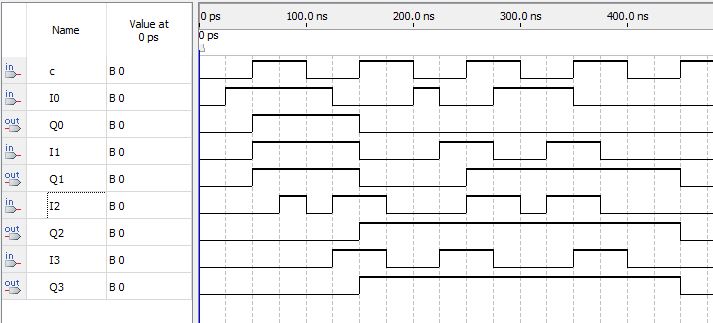 Name
Value at
0 ps
0 ps 100.0 ns 200.0 ns 300.0 ns 400.0 ns
0 ps
in c B 0
in I0 B 0
out Q0 B 0
in I1 B 0
out Q1 B 0
in I2 B 0
out Q2 B 0
in I3 B 0
out Q3 B 0